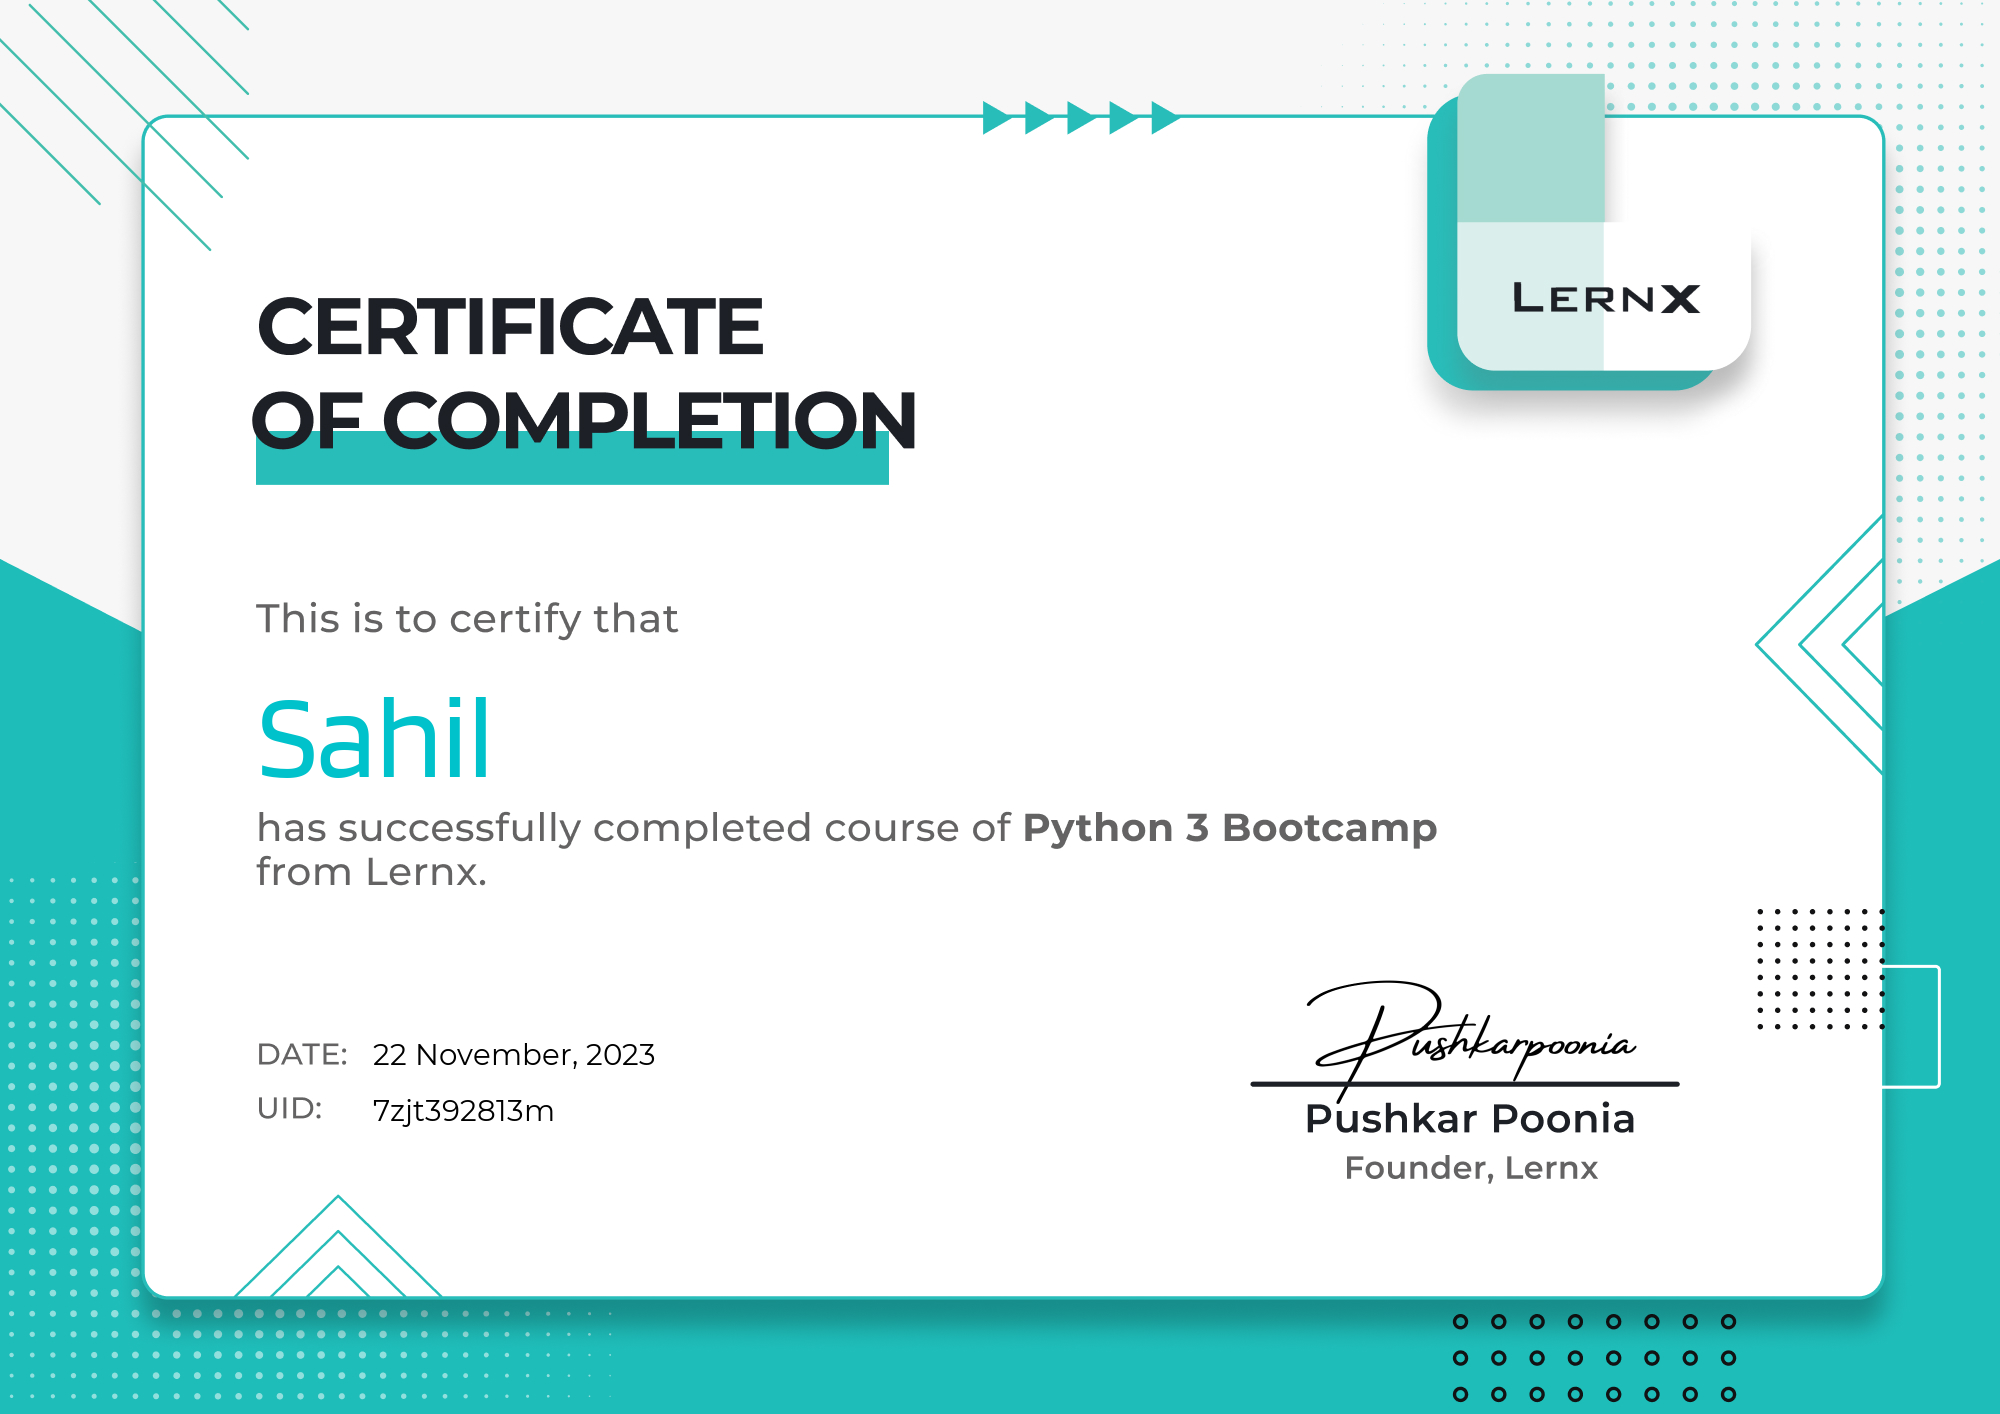 LERNX
CERTIFICATE
OF COMPLETION
This is to certify that
Sahil
has successfully completed course of Python 3 Bootcamp
from Lernx.
DATE: 22 November, 2023
UID: 7zjt392813m
Pushkarpoonia
Pushkar Poonia
Founder, Lernx